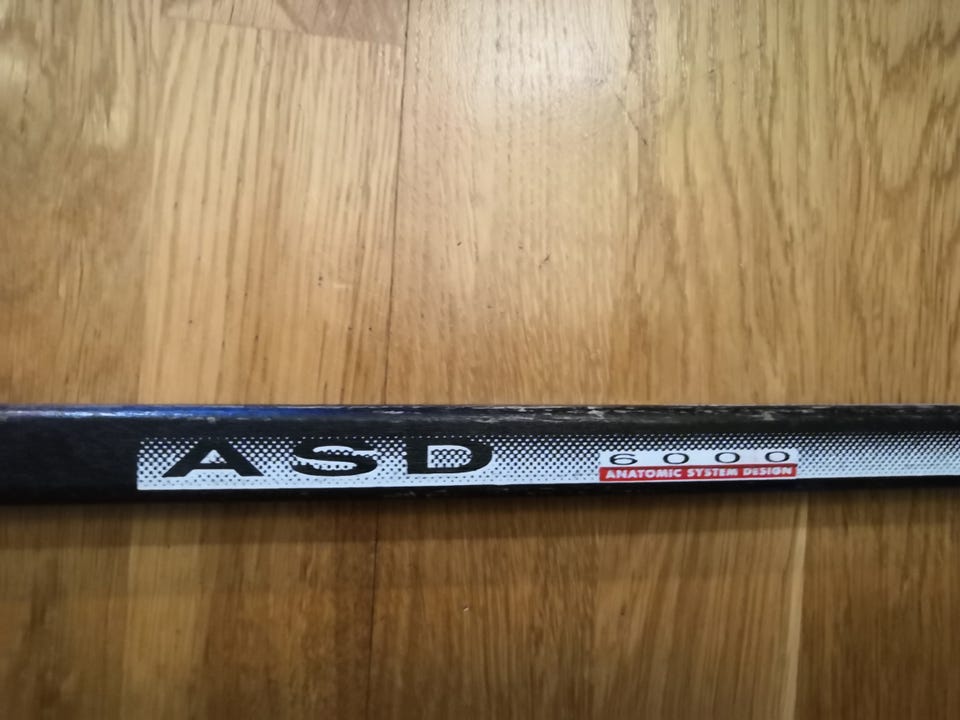 ASD
6000
ANATOMIC SYSTEM DESIGN